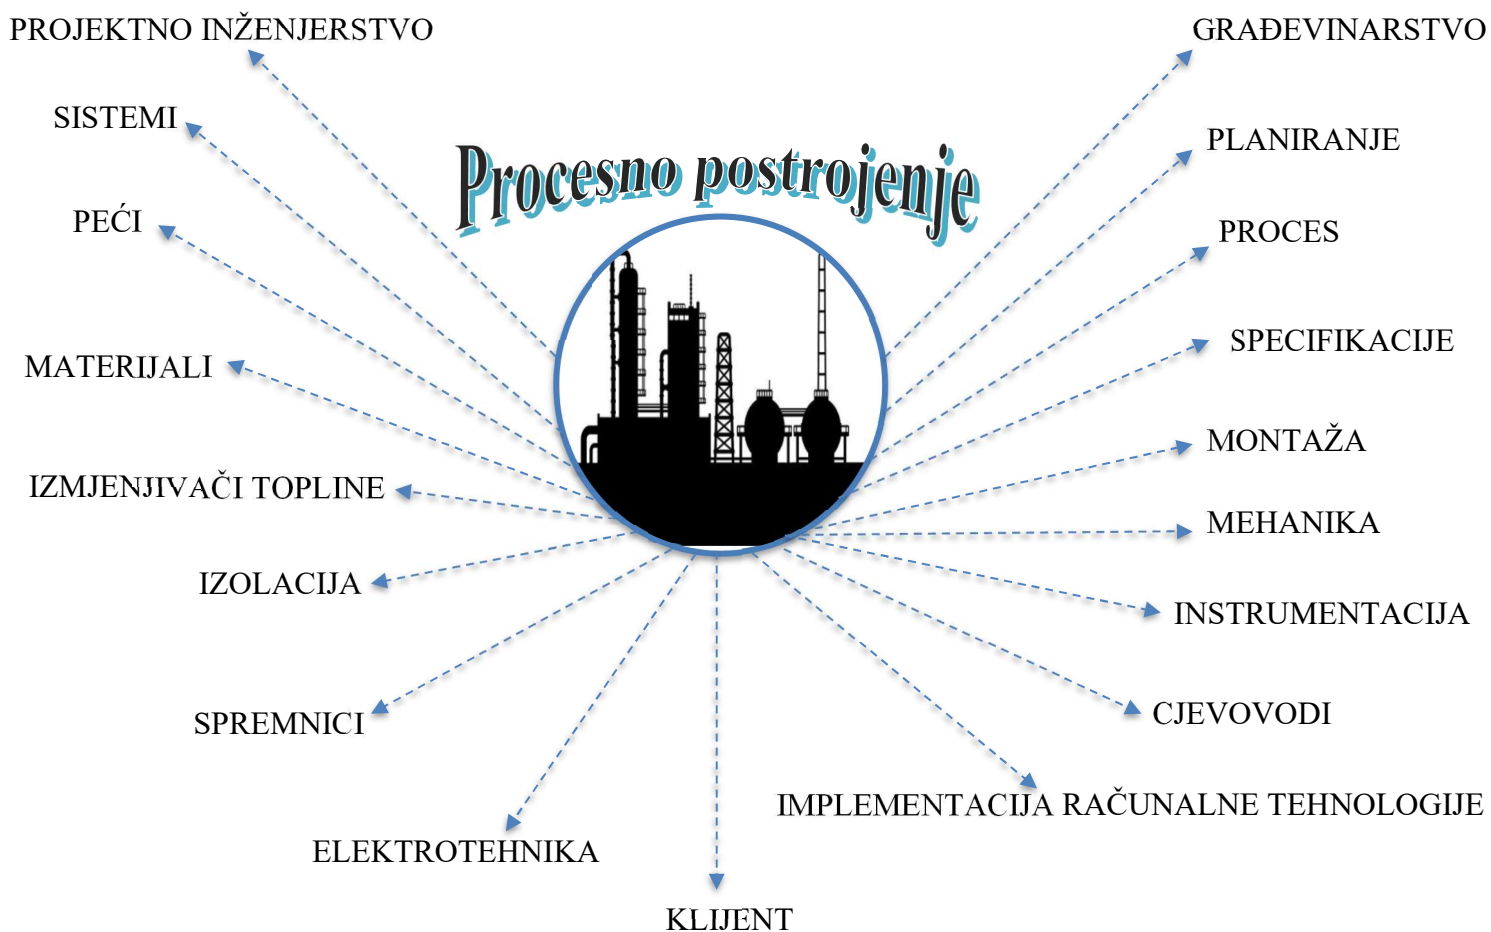 PROJEKTNO INŽENJERSTVO
GRAĐEVINARSTVO
SISTEMI
PLANIRANJE
Procesno postrojenje
PEĆI
PROCES
MATERIJALI
SPECIFIKACIJE
MONTAŽA
IZMJENJIVAČI TOPLINE
MEHANIKA
IZOLACIJA
INSTRUMENTACIJA
SPREMNICI
CJEVOVODI
IMPLEMENTACIJA RAČUNALNE TEHNOLOGIJE
ELEKTROTEHNIKA
KLIJENT